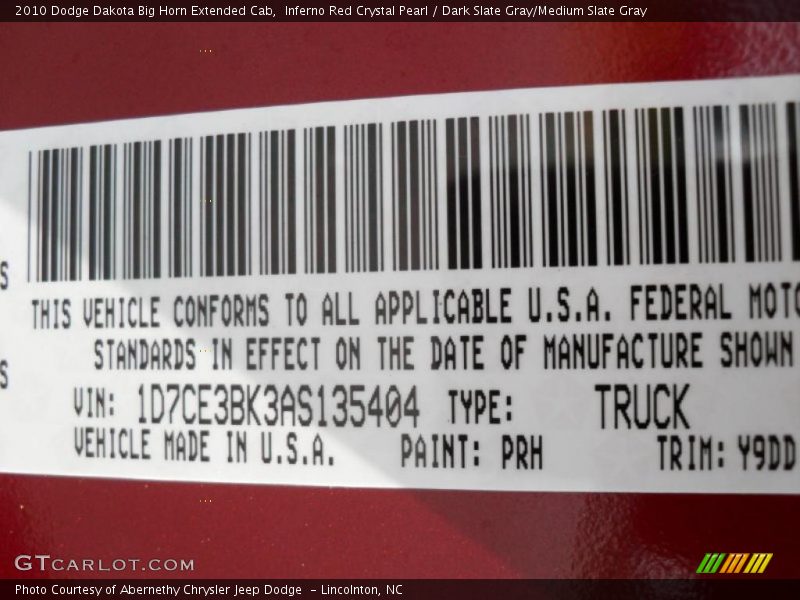 2010 Dodge Dakota Big Horn Extended Cab,  Inferno Red Crystal Pearl / Dark Slate Gray/Medium Slate Gray
S
THIS VEHICLE CONFORMS TO ALL APPLICABLE U.S.A. FEDERAL MOTO
STANDARDS IN EFFECT ON THE DATE OF MANUFACTURE SHOWN
S
VIN: 1D7CE3BK3AS135404 TYPE: TRUCK
VEHICLE MADE IN U.S.A. PAINT: PRH TRIM: Y9DD
GTCARLOT.COM
Photo Courtesy of Abernethy Chrysler Jeep Dodge  - Lincolnton, NC